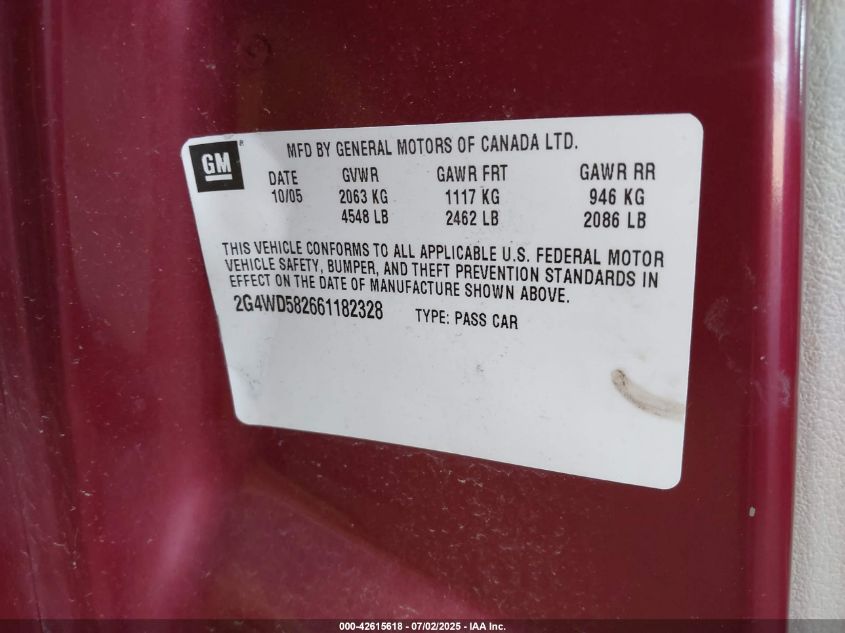 GM®
MFD BY GENERAL MOTORS OF CANADA LTD.
DATE GVWR GAWR FRT GAWR RR
10/05 2063 KG 1117 KG 946 KG
4548 LB 2462 LB 2086 LB
THIS VEHICLE CONFORMS TO ALL APPLICABLE U.S. FEDERAL MOTOR
VEHICLE SAFETY, BUMPER, AND THEFT PREVENTION STANDARDS IN
EFFECT ON THE DATE OF MANUFACTURE SHOWN ABOVE.
2G4WD582661182328 TYPE: PASS CAR
000-42615618 - 07/02/2025 - IAA Inc.